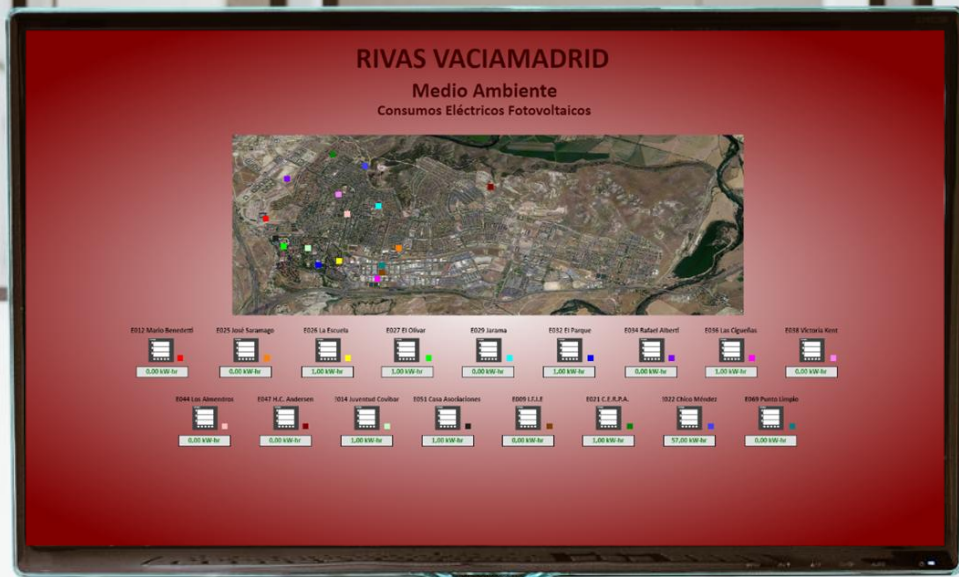 RIVAS VACIAMADRID
Medio Ambiente
Consumos Eléctricos Fotovoltaicos
E012 Mario Benedetti E025 José Saramago E026 La Escuela E027 El Olivar E029 Jarama E032 El Parque E034 Rafael Alberti E036 Las Cigueñas E038 Victoria Kent
0,00 kW-hr 0,00 kW-hr 1,00 kW-hr 1,00 kW-hr 0,00 kW-hr 1,00 kW-hr 0,00 kW-hr 1,00 kW-hr 0,00 kW-hr
E044 Los Almendros E047 H.C. Andersen E014 Juventud Covibar E051 Casa Asociaciones E009 I.F.I.E E021 C.E.R.P.A. E022 Chico Méndez E069 Punto Limpio
0,00 kW-hr 0,00 kW-hr 1,00 kW-hr 1,00 kW-hr 0,00 kW-hr 1,00 kW-hr 57,00 kW-hr 0,00 kW-hr